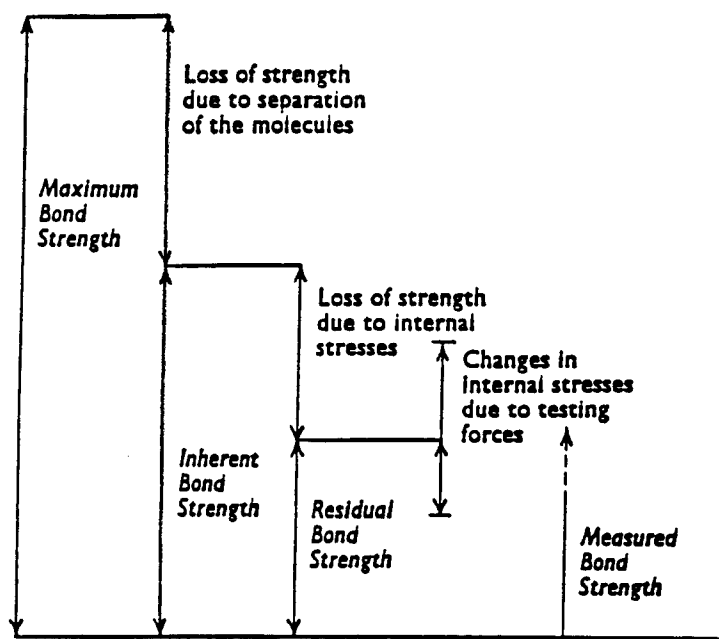 Loss of strength
due to separation
of the molecules
Maximum
Bond
Strength
Loss of strength
due to internal
stresses
Changes in
internal stresses
due to testing
forces
Inherent
Bond
Strength
Residual
Bond
Strength
Measured
Bond
Strength